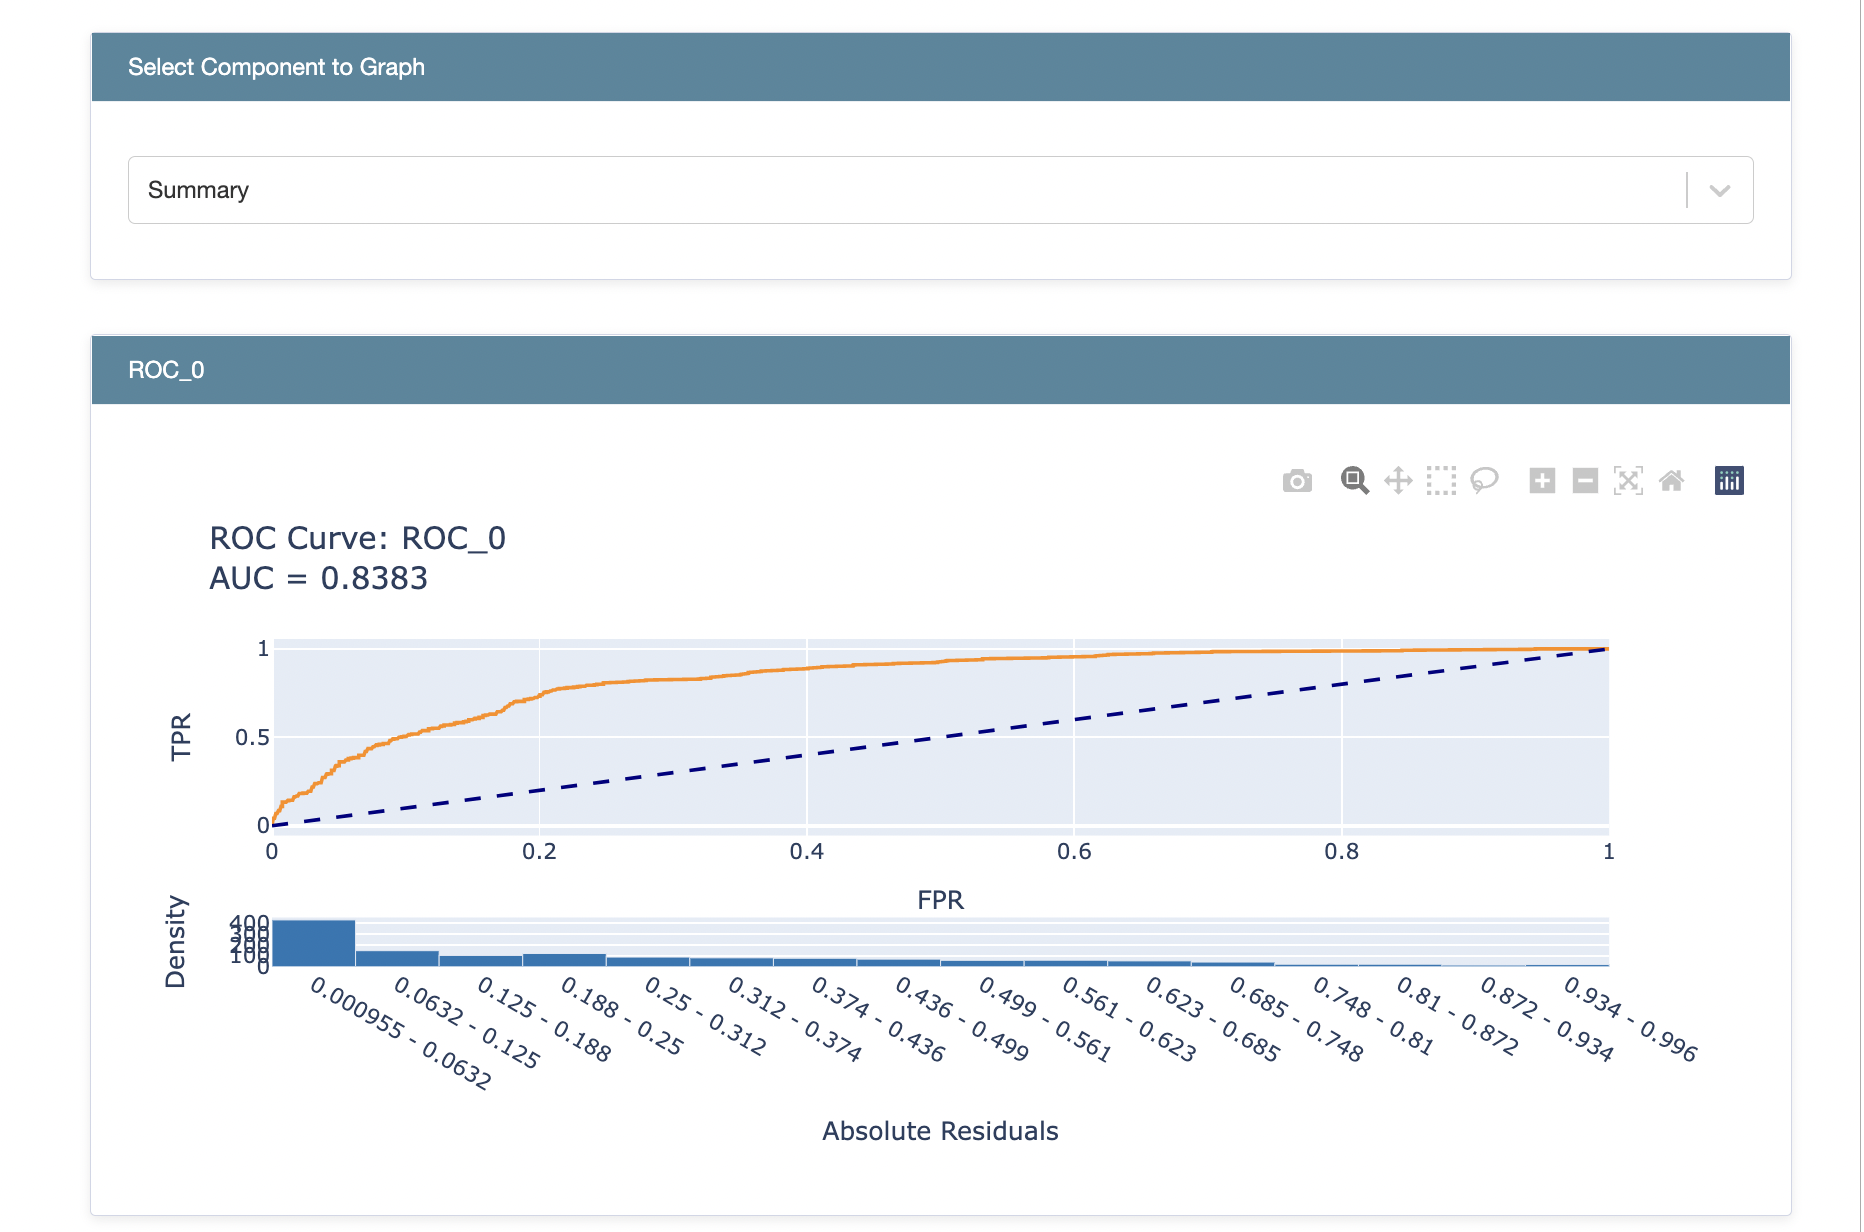 Select Component to Graph
Summary
ROC_0
ROC Curve: ROC_0
AUC = 0.8383
1
0.5
0
TPR
0
0.2
0.4
0.6
0.8
1
FPR
Density
400
300
200
100
0
0.000955 - 0.0632
0.0632 - 0.125
0.125 - 0.188
0.188 - 0.25
0.25 - 0.312
0.312 - 0.374
0.374 - 0.436
0.436 - 0.499
0.499 - 0.561
0.561 - 0.623
0.623 - 0.685
0.685 - 0.748
0.748 - 0.81
0.81 - 0.872
0.872 - 0.934
0.934 - 0.996
Absolute Residuals